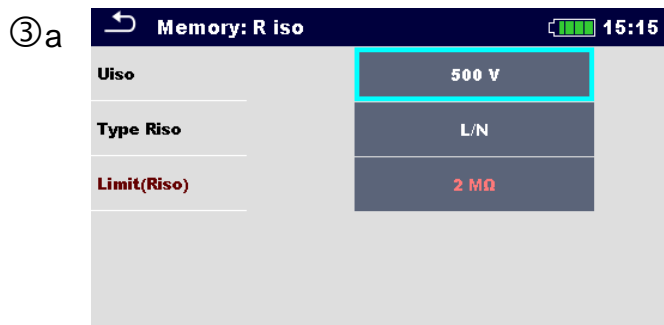 ③a
Memory: R iso 15:15
Uiso 500 V
Type Riso L/N
Limit(Riso) 2 MΩ